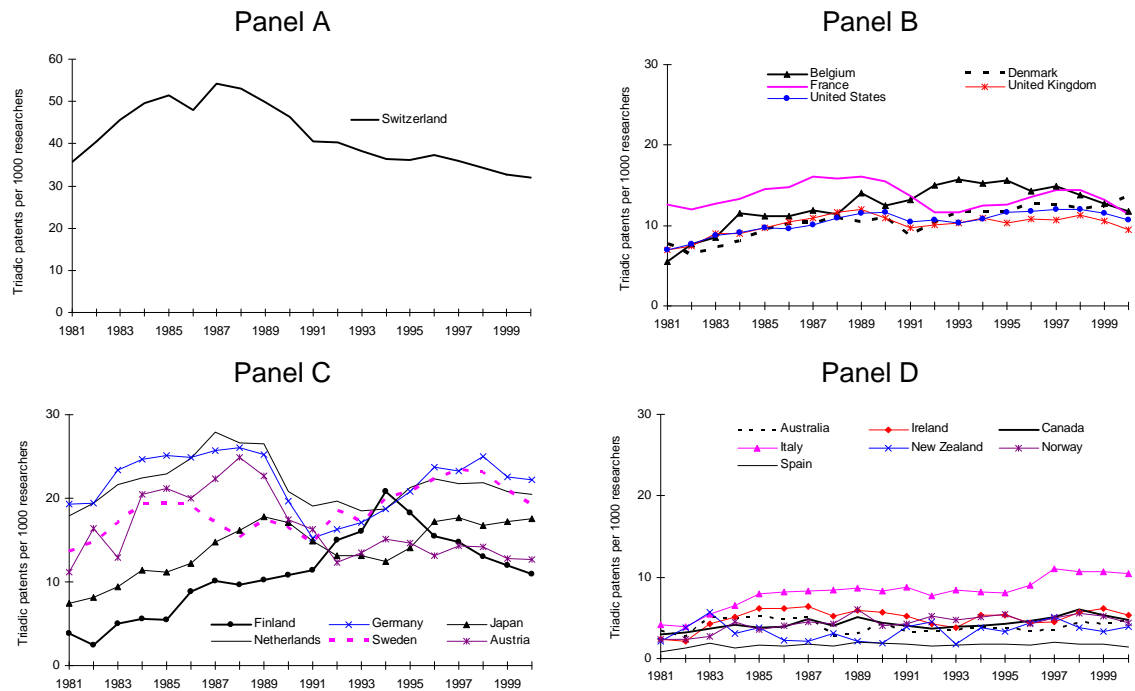 Panel A
Triadic patents per 1000 researchers
60
50
40
30
20
10
0
Switzerland
1981 1983 1985 1987 1989 1991 1993 1995 1997 1999
Panel B
Triadic patents per 1000 researchers
30
20
10
0
Belgium Denmark
France United Kingdom
United States
1981 1983 1985 1987 1989 1991 1993 1995 1997 1999
Panel C
Triadic patents per 1000 researchers
30
20
10
0
Finland Germany Japan
Netherlands Sweden Austria
1981 1983 1985 1987 1989 1991 1993 1995 1997 1999
Panel D
Triadic patents per 1000 researchers
30
20
10
0
Australia Ireland Canada
Italy New Zealand Norway
Spain
1981 1983 1985 1987 1989 1991 1993 1995 1997 1999